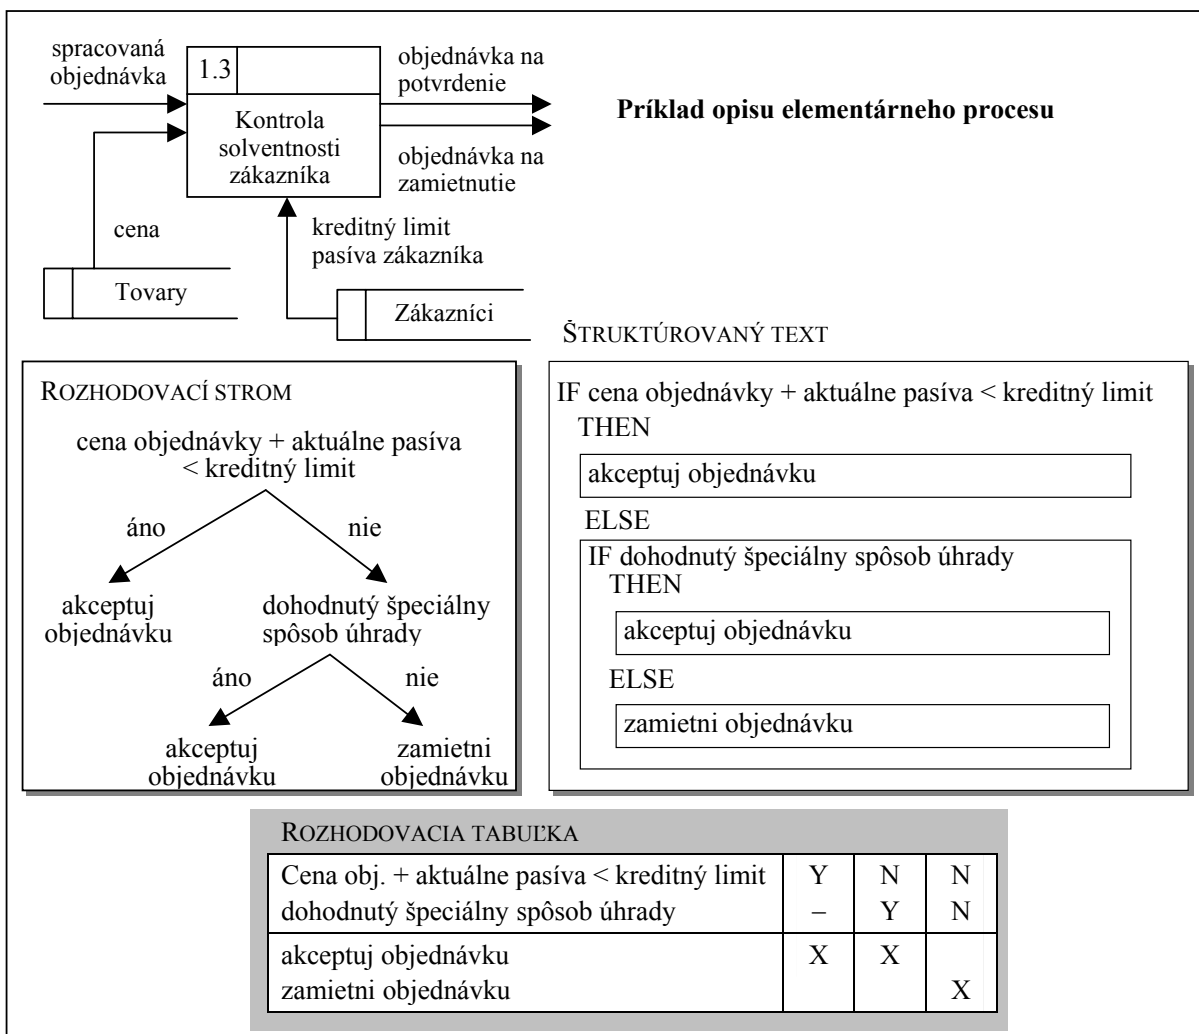 spracovaná
objednávka
1.3
Kontrola
solventnosti
zákazníka
objednávka na
potvrdenie
objednávka na
zamietnutie
Príklad opisu elementárneho procesu
cena
kreditný limit
pasíva zákazníka
Tovary
Zákazníci
ROZHODOVACÍ STROM
cena objednávky + aktuálne pasíva
< kreditný limit
áno
nie
akceptuj
objednávku
dohodnutý špeciálny
spôsob úhrady
áno
nie
akceptuj
objednávku
zamietni
objednávku
ŠTRUKTÚROVANÝ TEXT
IF cena objednávky + aktuálne pasíva < kreditný limit
THEN
akceptuj objednávku
ELSE
IF dohodnutý špeciálny spôsob úhrady
THEN
akceptuj objednávku
ELSE
zamietni objednávku
ROZHODOVACIA TABUĽKA
Cena obj. + aktuálne pasíva < kreditný limit Y N N
dohodnutý špeciálny spôsob úhrady – Y N
akceptuj objednávku X X
zamietni objednávku X